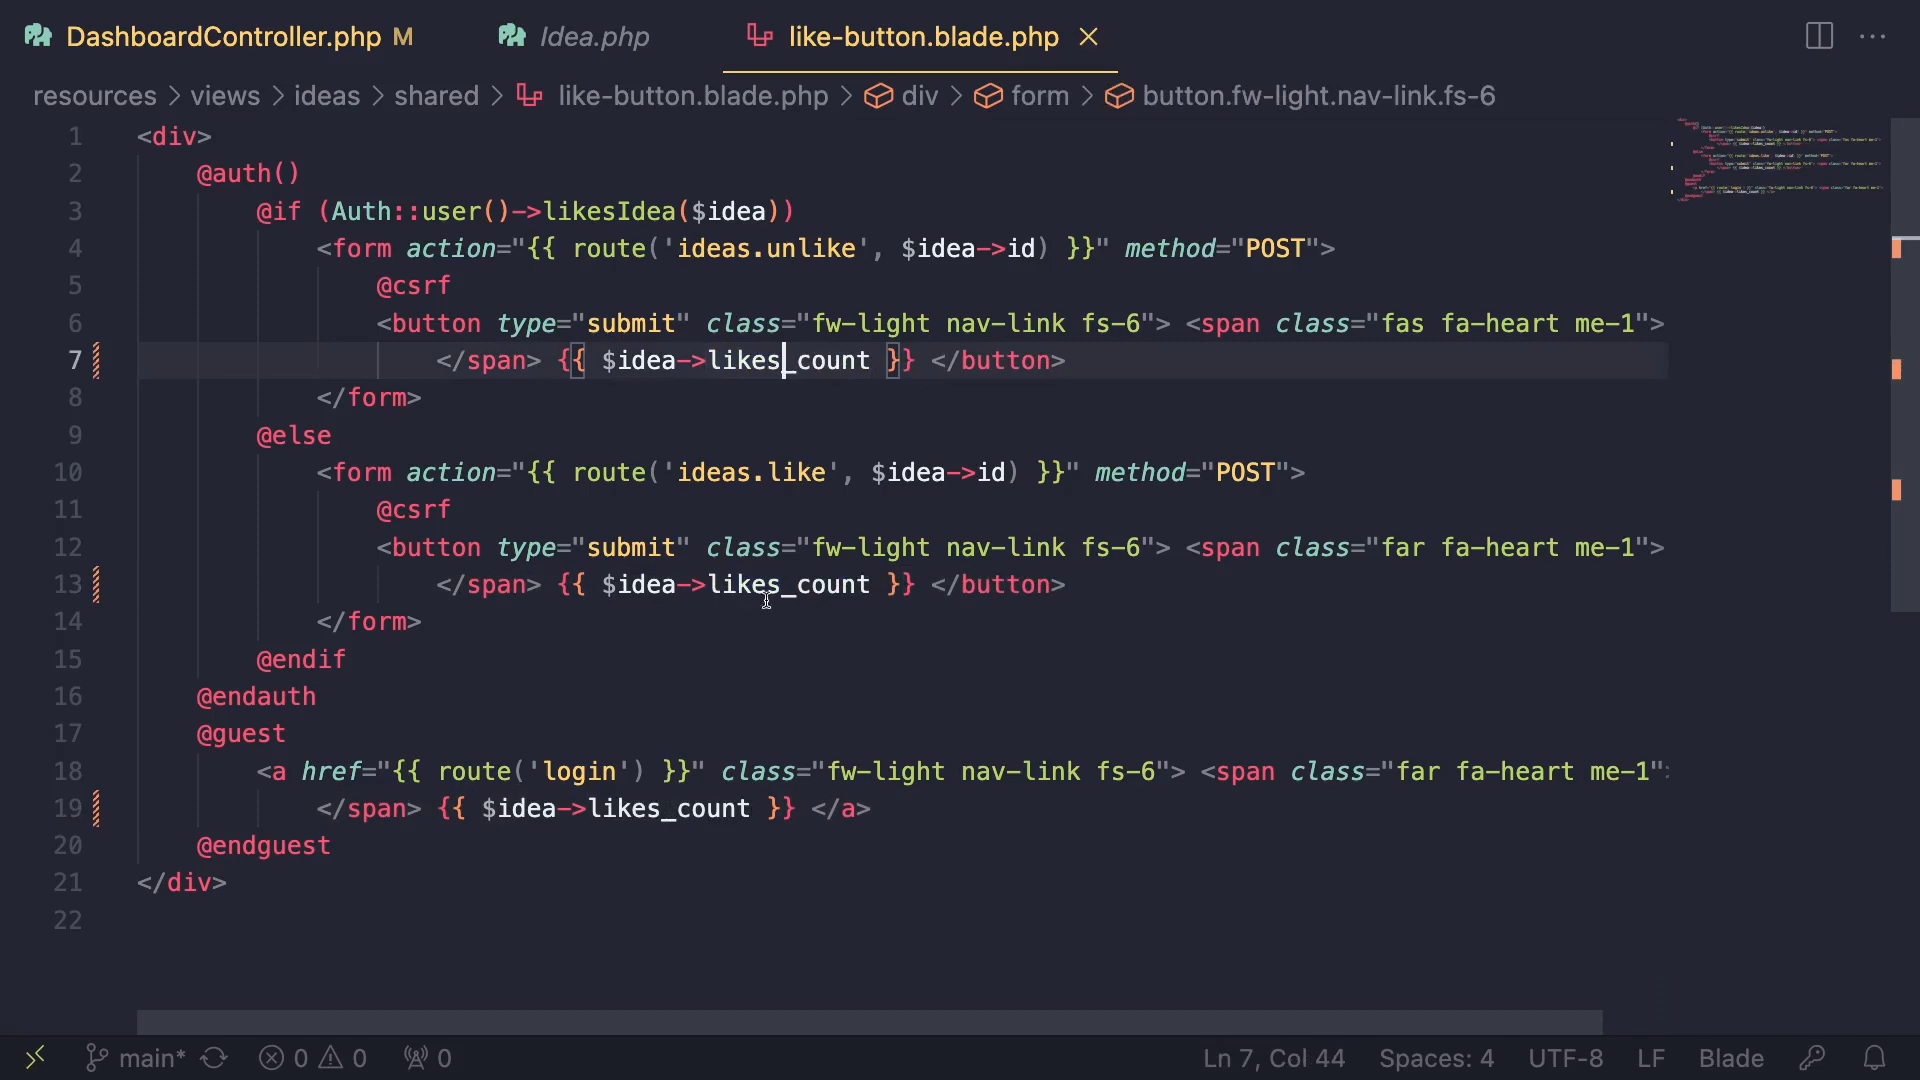 DashboardController.php M Idea.php like-button.blade.php
resources > views > ideas > shared > like-button.blade.php > div > form > button.fw-light.nav-link.fs-6
1 <div>
2 @auth()
3 @if (Auth::user()->likesIdea($idea))
4 <form action="{{ route('ideas.unlike', $idea->id) }}" method="POST">
5 @csrf
6 <button type="submit" class="fw-light nav-link fs-6"> <span class="fas fa-heart me-1">
7 </span> {{ $idea->likes_count }} </button>
8 </form>
9 @else
10 <form action="{{ route('ideas.like', $idea->id) }}" method="POST">
11 @csrf
12 <button type="submit" class="fw-light nav-link fs-6"> <span class="far fa-heart me-1">
13 </span> {{ $idea->likes_count }} </button>
14 </form>
15 @endif
16 @endauth
17 @guest
18 <a href="{{ route('login') }}" class="fw-light nav-link fs-6"> <span class="far fa-heart me-1">
19 </span> {{ $idea->likes_count }} </a>
20 @endguest
21 </div>
22
main* 0 0 0 Ln 7, Col 44 Spaces: 4 UTF-8 LF Blade